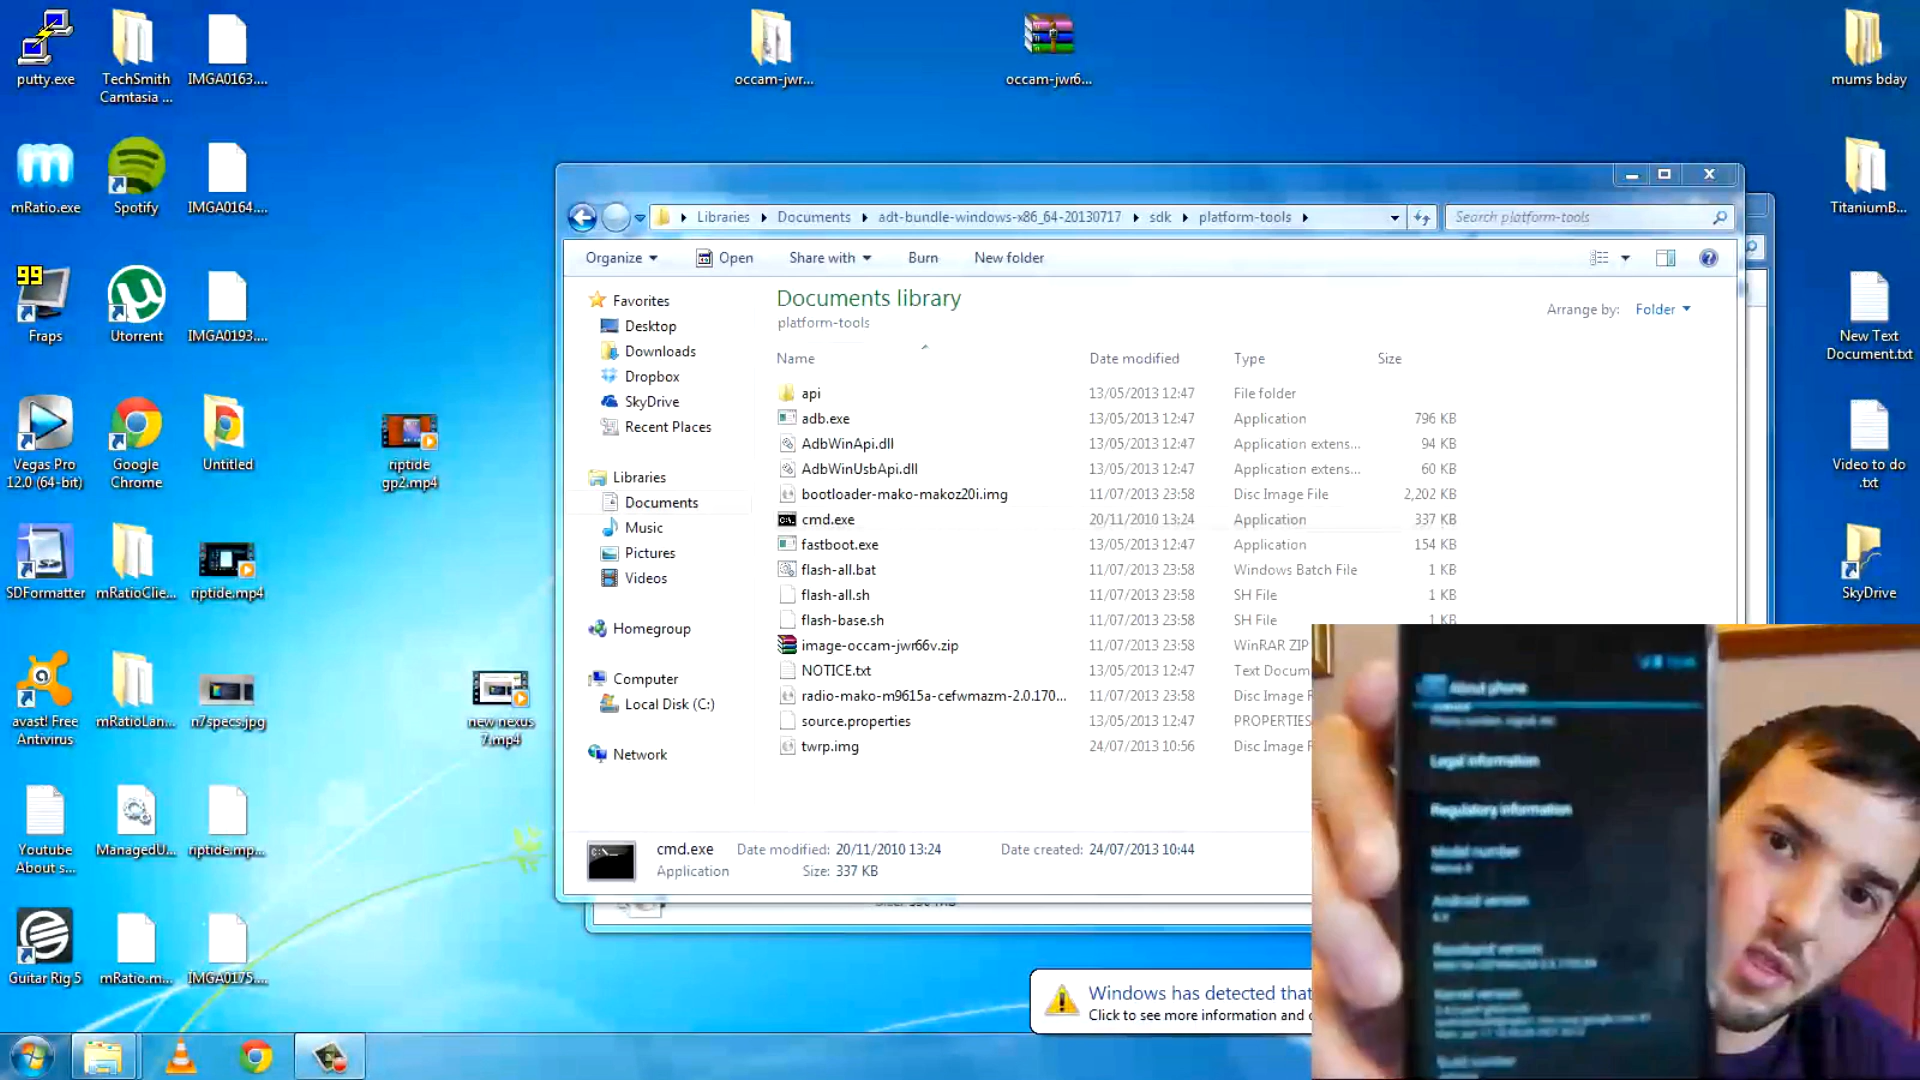 putty.exe
TechSmith
Camtasia ...
IMGA0163....
occam-jwr...
occam-jwr6...
mums bday
mRatio.exe
Spotify
IMGA0164....
TitaniumB...
99
Fraps
Utorrent
IMGA0193....
New Text
Document.txt
Vegas Pro
12.0 (64-bit)
Google
Chrome
Untitled
riptide
gp2.mp4
Video to do
.txt
SDFormatter
mRatioClie...
riptide.mp4
SkyDrive
avast! Free
Antivirus
mRatioLan...
n7specs.jpg
new nexus
7.mp4
Youtube
About s...
ManagedU...
riptide.mp...
Guitar Rig 5
mRatio.m...
IMGA0175....
Libraries
Documents
adt-bundle-windows-x86_64-20130717
sdk
platform-tools
Search platform-tools
Organize
Open
Share with
Burn
New folder
Favorites
Desktop
Downloads
Dropbox
SkyDrive
Recent Places
Libraries
Documents
Music
Pictures
Videos
Homegroup
Computer
Local Disk (C:)
Network
Documents library
platform-tools
Arrange by: Folder
Name Date modified Type Size
api 13/05/2013 12:47 File folder
adb.exe 13/05/2013 12:47 Application 796 KB
AdbWinApi.dll 13/05/2013 12:47 Application extens... 94 KB
AdbWinUsbApi.dll 13/05/2013 12:47 Application extens... 60 KB
bootloader-mako-makoz20i.img 11/07/2013 23:58 Disc Image File 2,202 KB
cmd.exe 20/11/2010 13:24 Application 337 KB
fastboot.exe 13/05/2013 12:47 Application 154 KB
flash-all.bat 11/07/2013 23:58 Windows Batch File 1 KB
flash-all.sh 11/07/2013 23:58 SH File 1 KB
flash-base.sh 11/07/2013 23:58 SH File 1 KB
image-occam-jwr66v.zip 11/07/2013 23:58 WinRAR ZIP
NOTICE.txt 13/05/2013 12:47 Text Docum
radio-mako-m9615a-cefwmazm-2.0.170... 11/07/2013 23:58 Disc Image F
source.properties 13/05/2013 12:47 PROPERTIES
twrp.img 24/07/2013 10:56 Disc Image F
cmd.exe Date modified: 20/11/2010 13:24 Date created: 24/07/2013 10:44
Application Size: 337 KB
Windows has detected that
Click to see more information and
About phone
Legal information
Regulatory information
Model number
Android version
Baseband version
Kernel version
Build number